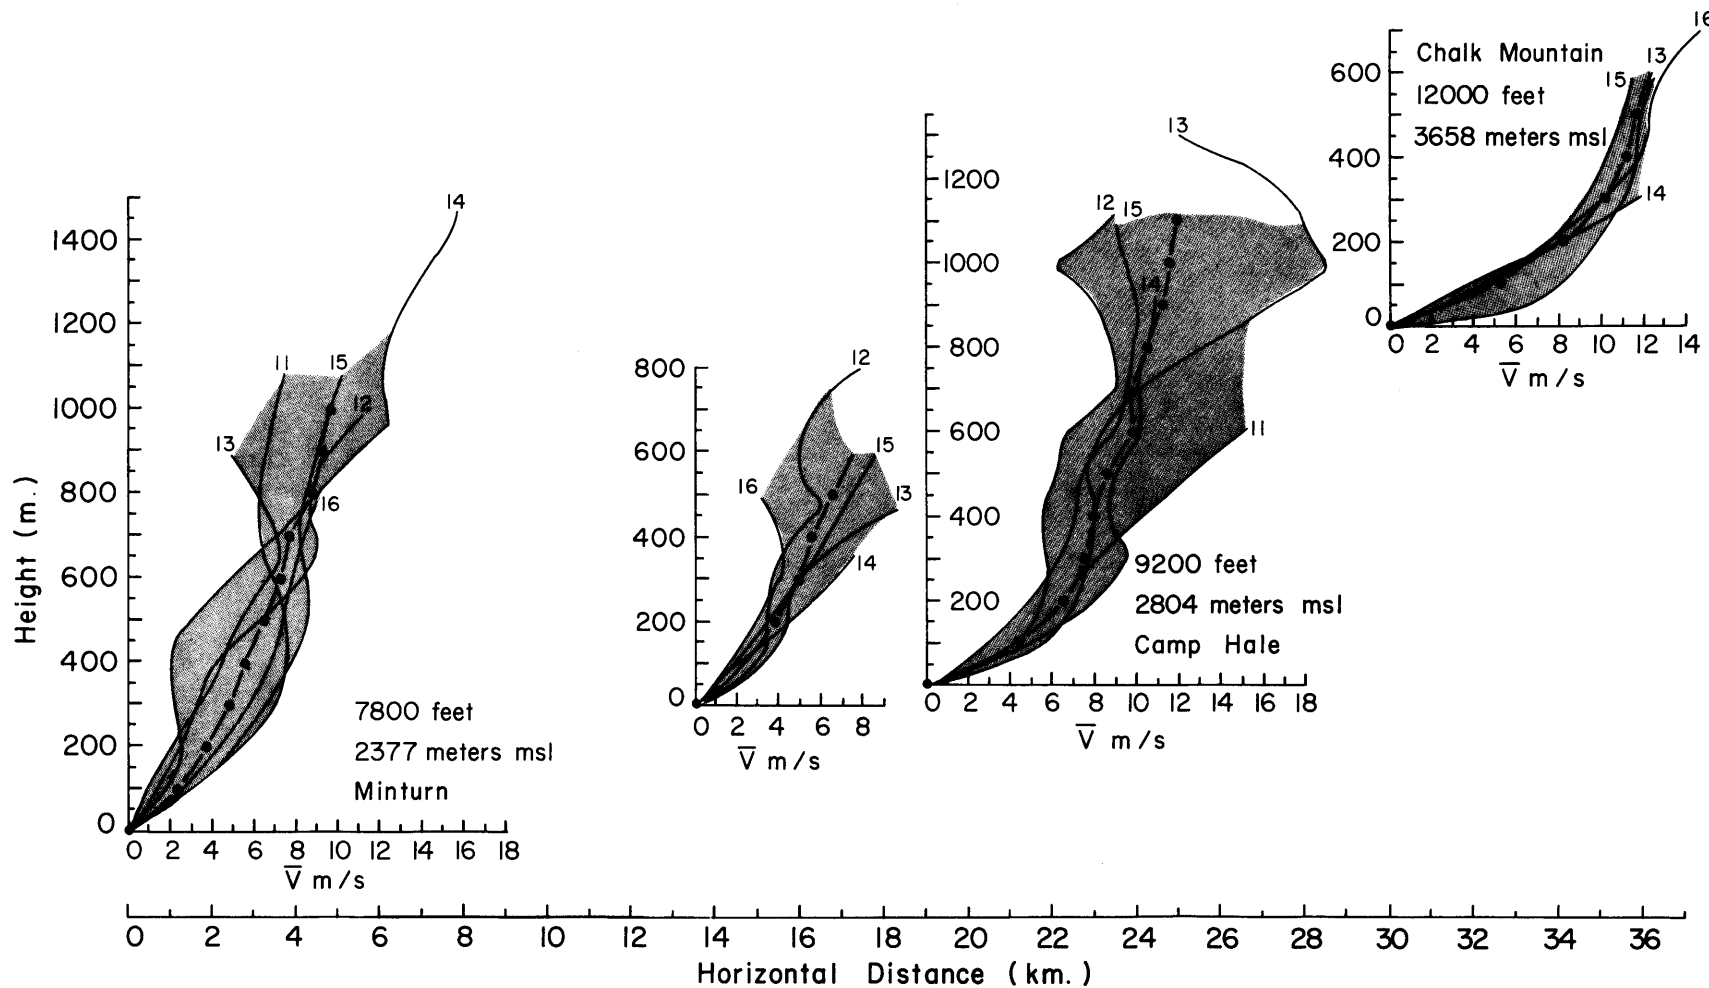 Height (m.)
1400
1200
1000
800
600
400
200
0
14
11
15
12
13
16
7800 feet
2377 meters msl
Minturn
0 2 4 6 8 10 12 14 16 18
V̅ m/s
800
600
400
200
0
12
15
16
13
14
0 2 4 6 8
V̅ m/s
1200
1000
800
600
400
200
13
12 15
14
11
9200 feet
2804 meters msl
Camp Hale
0 2 4 6 8 10 12 14 16 18
V̅ m/s
16
Chalk Mountain
13
600
15
12000 feet
3658 meters msl
400
14
200
0
0 2 4 6 8 10 12 14
V̅ m/s
0 2 4 6 8 10 12 14 16 18 20 22 24 26 28 30 32 34 36
Horizontal Distance (km.)